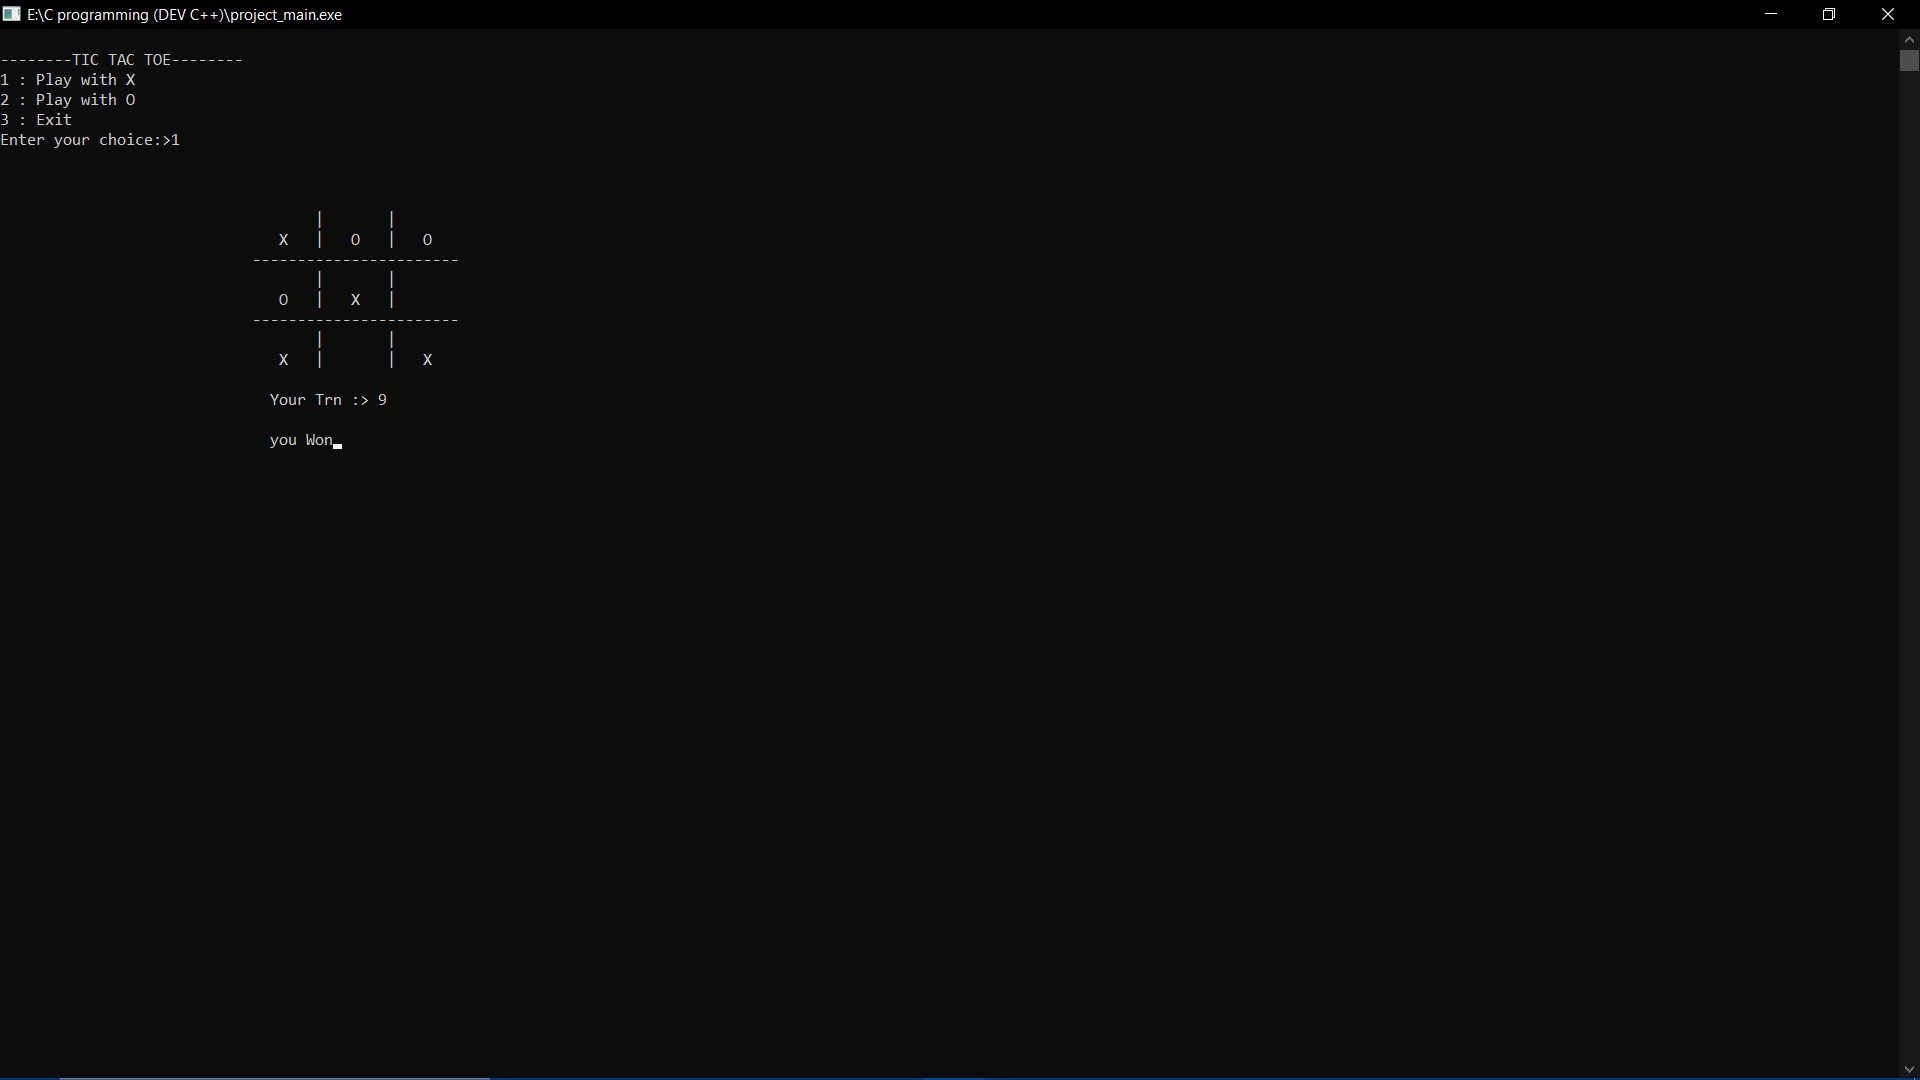 E:\C programming (DEV C++)\project_main.exe
--------TIC TAC TOE--------
1 : Play with X
2 : Play with O
3 : Exit
Enter your choice:>1
     |     |
  X  |  O  |  O
-----------------------
     |     |
  O  |  X  |
-----------------------
     |     |
  X  |     |  X
Your Trn :> 9
you Won